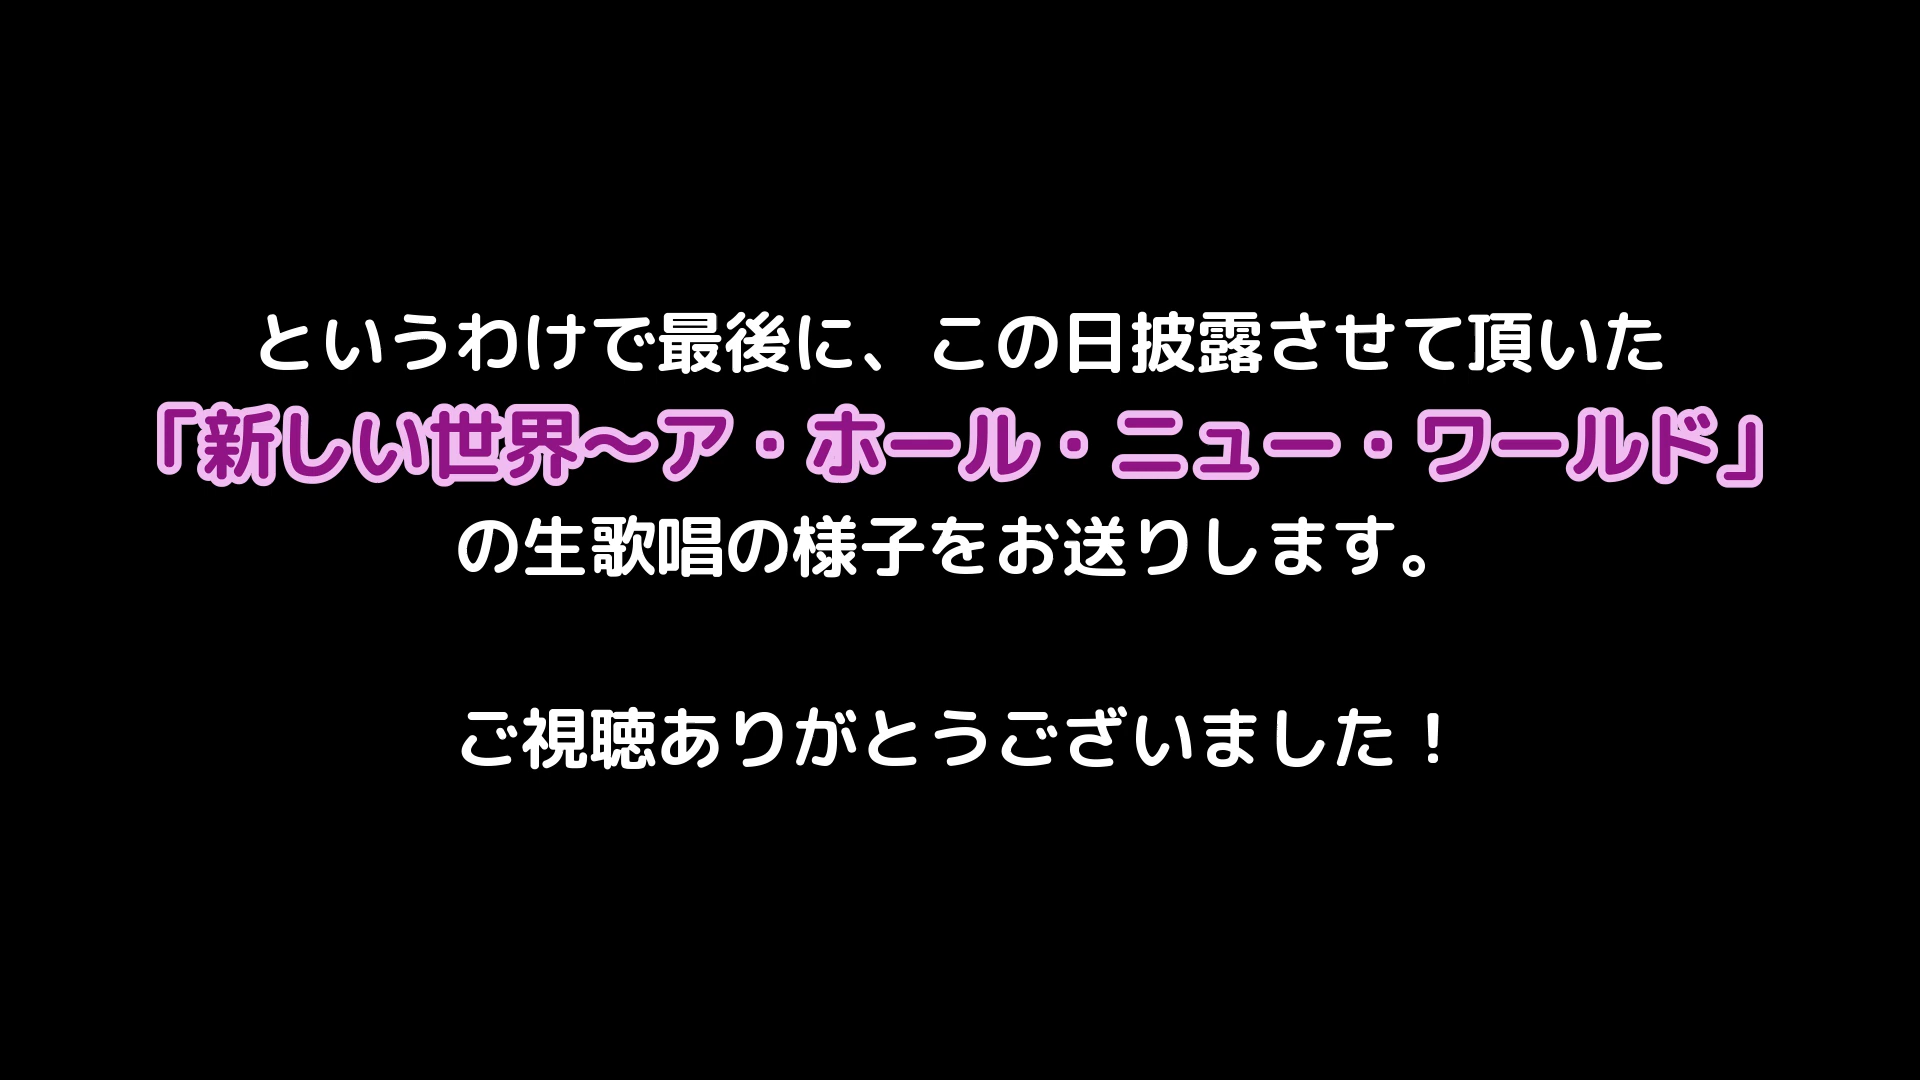 というわけで最後に、この日披露させて頂いた
「新しい世界～ア・ホール・ニュー・ワールド」
の生歌唱の様子をお送りします。
ご視聴ありがとうございました！